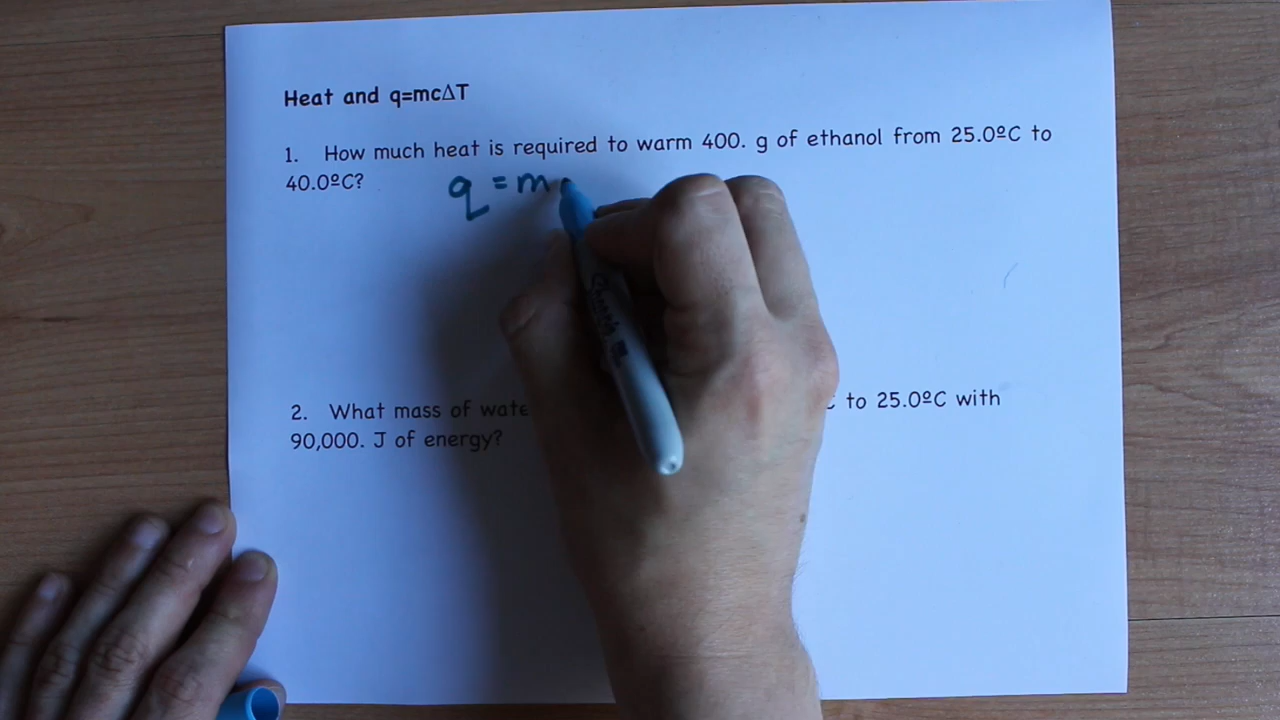 Heat and q=mcΔT
1. How much heat is required to warm 400. g of ethanol from 25.0ºC to
40.0ºC?
q = m
Sharpie
2. What mass of wate to 25.0ºC with
90,000. J of energy?